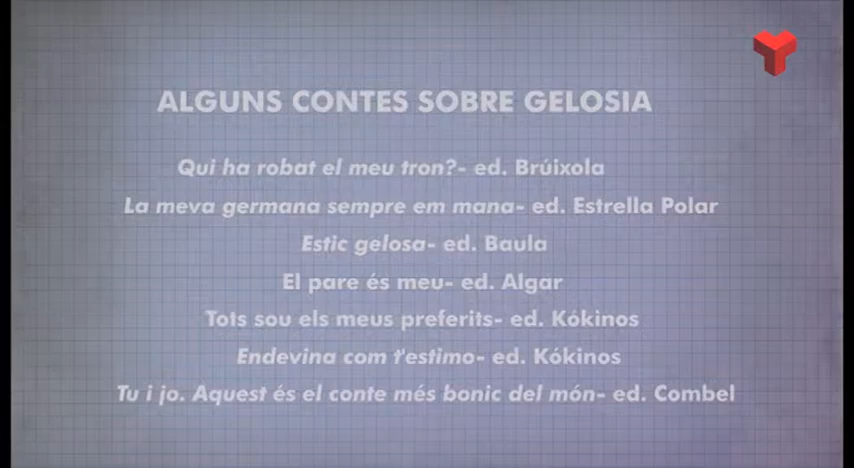 ALGUNS CONTES SOBRE GELOSIA
Qui ha robat el meu tron?- ed. Brúixola
La meva germana sempre em mana- ed. Estrella Polar
Estic gelosa- ed. Baula
El pare és meu- ed. Algar
Tots sou els meus preferits- ed. Kókinos
Endevina com t'estimo- ed. Kókinos
Tu i jo. Aquest és el conte més bonic del món- ed. Combel